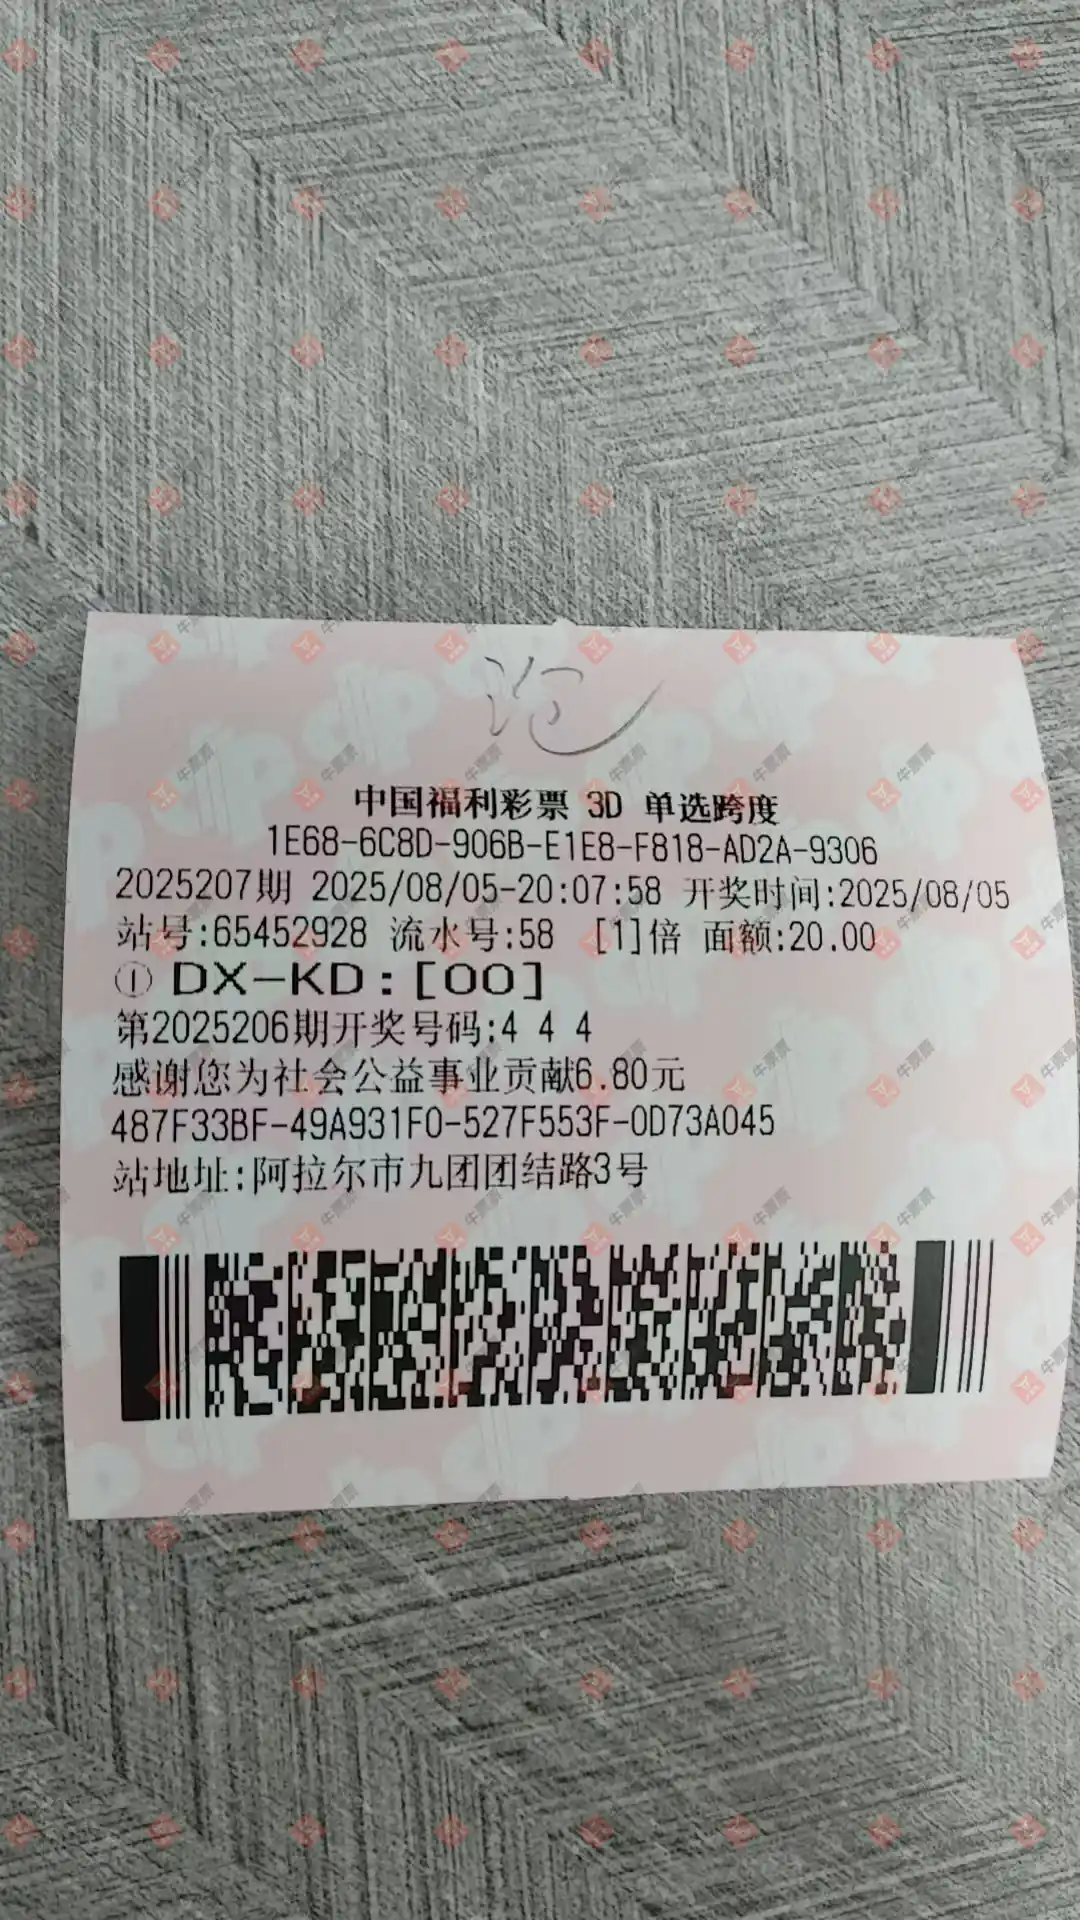 中国福利彩票 3D 单选跨度
1E68-6C8D-906B-E1E8-F818-AD2A-9306
2025207期 2025/08/05-20:07:58 开奖时间:2025/08/05
站号:65452928 流水号:58 [1]倍 面额:20.00
① DX-KD:[00]
第2025206期开奖号码:4 4 4
感谢您为社会公益事业贡献6.80元
487F33BF-49A931F0-527F553F-0D73A045
站地址:阿拉尔市九团团结路3号
牛票票